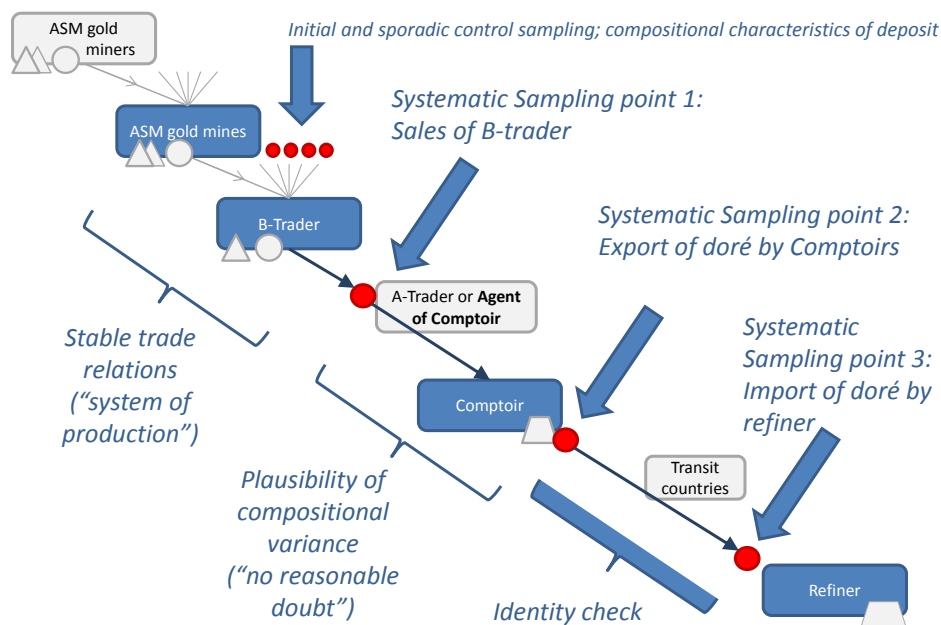 ASM gold
miners
Initial and sporadic control sampling; compositional characteristics of deposit
Systematic Sampling point 1:
Sales of B-trader
ASM gold mines
B-Trader
Systematic Sampling point 2:
Export of doré by Comptoirs
A-Trader or Agent
of Comptoir
Stable trade
relations
(“system of
production”)
Systematic
Sampling point 3:
Import of doré by
refiner
Comptoir
Transit
countries
Plausibility of
compositional
variance
(“no reasonable
doubt”)
Refiner
Identity check